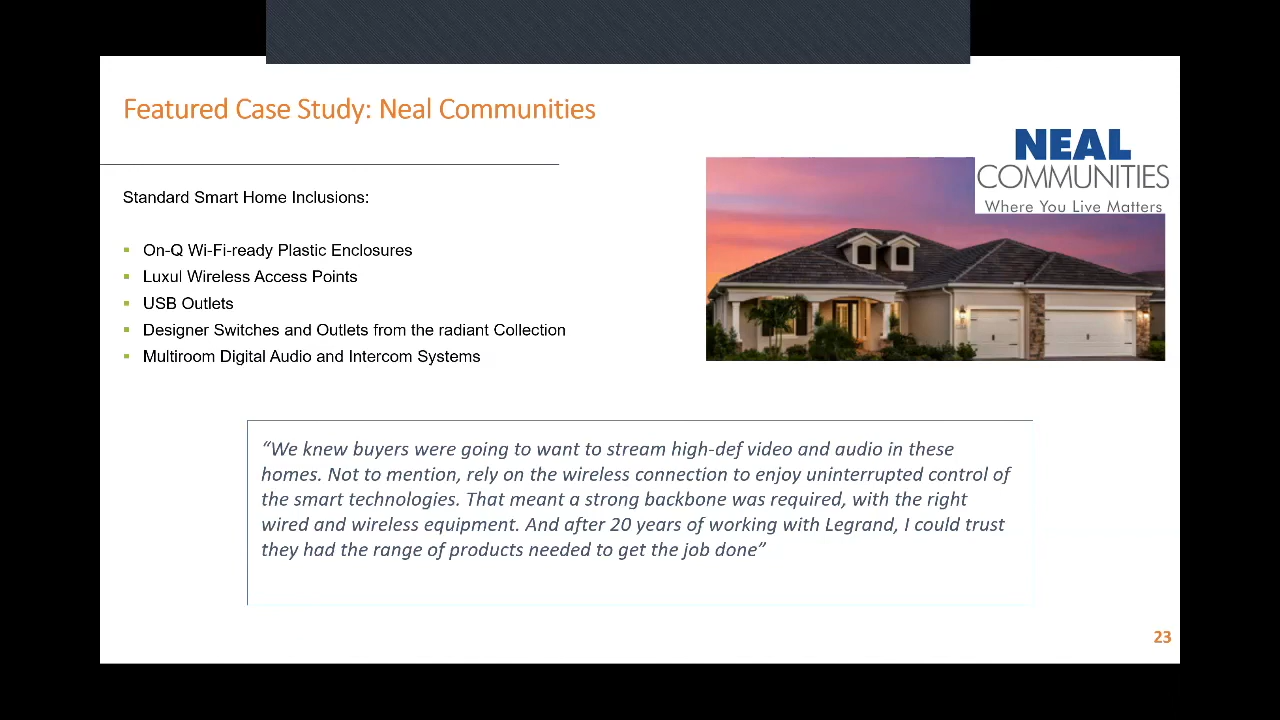 Featured Case Study: Neal Communities
NEAL
COMMUNITIES
Where You Live Matters
Standard Smart Home Inclusions:
On-Q Wi-Fi-ready Plastic Enclosures
Luxul Wireless Access Points
USB Outlets
Designer Switches and Outlets from the radiant Collection
Multiroom Digital Audio and Intercom Systems
“We knew buyers were going to want to stream high-def video and audio in these
homes. Not to mention, rely on the wireless connection to enjoy uninterrupted control of
the smart technologies. That meant a strong backbone was required, with the right
wired and wireless equipment. And after 20 years of working with Legrand, I could trust
they had the range of products needed to get the job done”
23